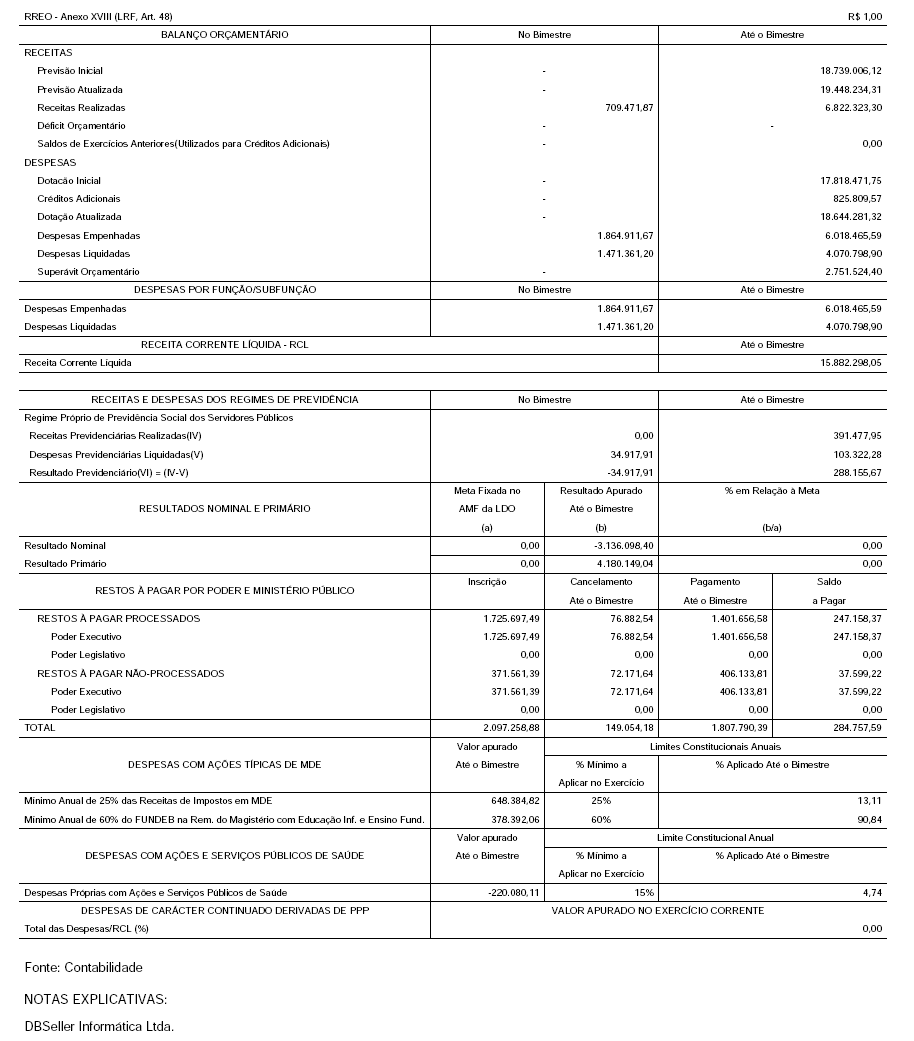 RREO - Anexo XVIII (LRF, Art. 48) R$ 1,00
BALANÇO ORÇAMENTÁRIO No Bimestre Até o Bimestre
RECEITAS
Previsão Inicial - 18.739.006,12
Previsão Atualizada - 19.448.234,31
Receitas Realizadas 709.471,87 6.822.323,30
Déficit Orçamentário - -
Saldos de Exercícios Anteriores(Utilizados para Créditos Adicionais) - 0,00
DESPESAS
Dotacão Inicial - 17.818.471,75
Créditos Adicionais - 825.809,57
Dotação Atualizada - 18.644.281,32
Despesas Empenhadas 1.864.911,67 6.018.465,59
Despesas Liquidadas 1.471.361,20 4.070.798,90
Superávit Orçamentário - 2.751.524,40
DESPESAS POR FUNÇÃO/SUBFUNÇÃO No Bimestre Até o Bimestre
Despesas Empenhadas 1.864.911,67 6.018.465,59
Despesas Liquidadas 1.471.361,20 4.070.798,90
RECEITA CORRENTE LÍQUIDA - RCL Até o Bimestre
Receita Corrente Líquida 15.882.298,05
RECEITAS E DESPESAS DOS REGIMES DE PREVIDÊNCIA No Bimestre Até o Bimestre
Regime Próprio de Previdência Social dos Servidores Públicos
Receitas Previdenciárias Realizadas(IV) 0,00 391.477,95
Despesas Previdenciárias Liquidadas(V) 34.917,91 103.322,28
Resultado Previdenciário(VI) = (IV-V) -34.917,91 288.155,67
Meta Fixada no Resultado Apurado % em Relação à Meta
RESULTADOS NOMINAL E PRIMÁRIO AMF da LDO Até o Bimestre
(a) (b) (b/a)
Resultado Nominal 0,00 -3.136.098,40 0,00
Resultado Primário 0,00 4.180.149,04 0,00
RESTOS À PAGAR POR PODER E MINISTÉRIO PÚBLICO Inscrição Cancelamento Pagamento Saldo
Até o Bimestre Até o Bimestre a Pagar
RESTOS À PAGAR PROCESSADOS 1.725.697,49 76.882,54 1.401.656,58 247.158,37
Poder Executivo 1.725.697,49 76.882,54 1.401.656,58 247.158,37
Poder Legislativo 0,00 0,00 0,00 0,00
RESTOS À PAGAR NÃO-PROCESSADOS 371.561,39 72.171,64 406.133,81 37.599,22
Poder Executivo 371.561,39 72.171,64 406.133,81 37.599,22
Poder Legislativo 0,00 0,00 0,00 0,00
TOTAL 2.097.258,88 149.054,18 1.807.790,39 284.757,59
Valor apurado Limites Constitucionais Anuais
DESPESAS COM AÇÕES TÍPICAS DE MDE Até o Bimestre % Mínimo a % Aplicado Até o Bimestre
Aplicar no Exercício
Mínimo Anual de 25% das Receitas de Impostos em MDE 648.384,82 25% 13,11
Mínimo Anual de 60% do FUNDEB na Rem. do Magistério com Educação Inf. e Ensino Fund. 378.392,06 60% 90,84
Valor apurado Limite Constitucional Anual
DESPESAS COM AÇÕES E SERVIÇOS PÚBLICOS DE SAÚDE Até o Bimestre % Mínimo a % Aplicado Até o Bimestre
Aplicar no Exercício
Despesas Próprias com Ações e Serviços Públicos de Saúde -220.080,11 15% 4,74
DESPESAS DE CARÁCTER CONTINUADO DERIVADAS DE PPP VALOR APURADO NO EXERCÍCIO CORRENTE
Total das Despesas/RCL (%) 0,00
Fonte: Contabilidade
NOTAS EXPLICATIVAS:
DBSeller Informática Ltda.